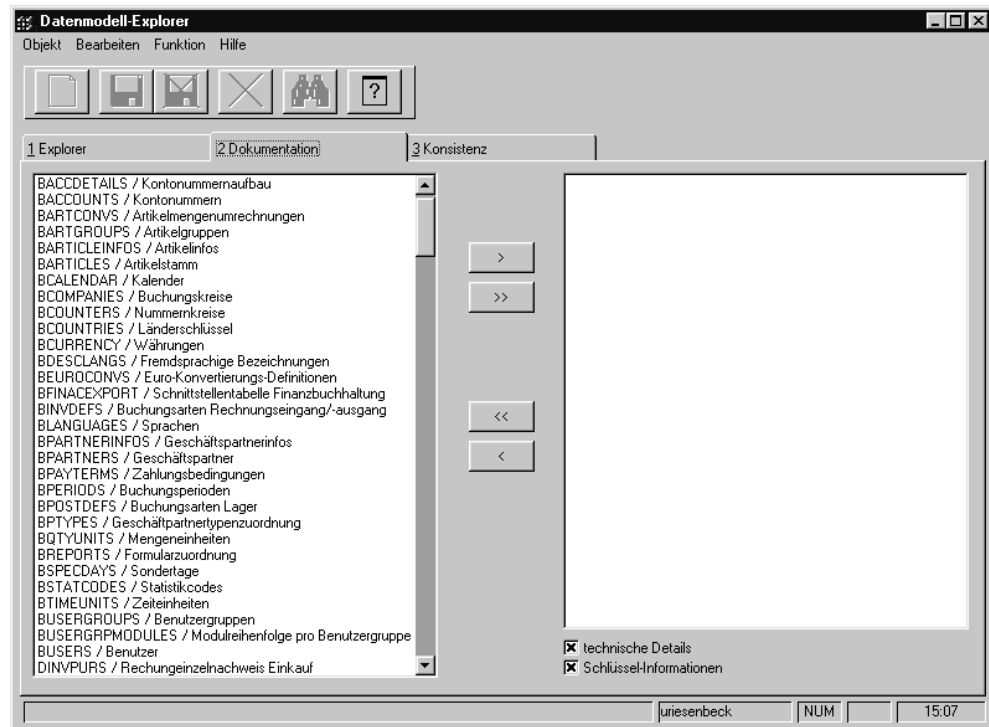 Datenmodell-Explorer
Objekt Bearbeiten Funktion Hilfe
?
1 Explorer
2 Dokumentation
3 Konsistenz
BACCDETAILS / Kontonummernaufbau
BACCOUNTS / Kontonummern
BARTCONVS / Artikelmengenumrechnungen
BARTGROUPS / Artikelgruppen
BARTICLEINFOS / Artikelinfos
BARTICLES / Artikelstamm
BCALENDAR / Kalender
BCOMPANIES / Buchungskreise
BCOUNTERS / Nummernkreise
BCOUNTRIES / Länderschlüssel
BCURRENCY / Währungen
BDESCLANGS / Fremdsprachige Bezeichnungen
BEUROCONVS / Euro-Konvertierungs-Definitionen
BFINACEXPORT / Schnittstellentabelle Finanzbuchhaltung
BINVDEFS / Buchungsarten Rechnungseingang/-ausgang
BLANGUAGES / Sprachen
BPARTNERINFOS / Geschäftspartnerinfos
BPARTNERS / Geschäftspartner
BPAYTERMS / Zahlungsbedingungen
BPERIODS / Buchungsperioden
BPOSTDEFS / Buchungsarten Lager
BPTYPES / Geschäftpartnertypenzuordnung
BQTYUNITS / Mengeneinheiten
BREPORTS / Formularzuordnung
BSPECDAYS / Sondertage
BSTATCODES / Statistikcodes
BTIMEUNITS / Zeiteinheiten
BUSERGROUPS / Benutzergruppen
BUSERGRPMODULES / Modulreihenfolge pro Benutzergruppe
BUSERS / Benutzer
DINVPURS / Rechungeinzelnachweis Einkauf
>
>>
<<
<
technische Details
Schlüssel-Informationen
uriesenbeck
NUM
15:07